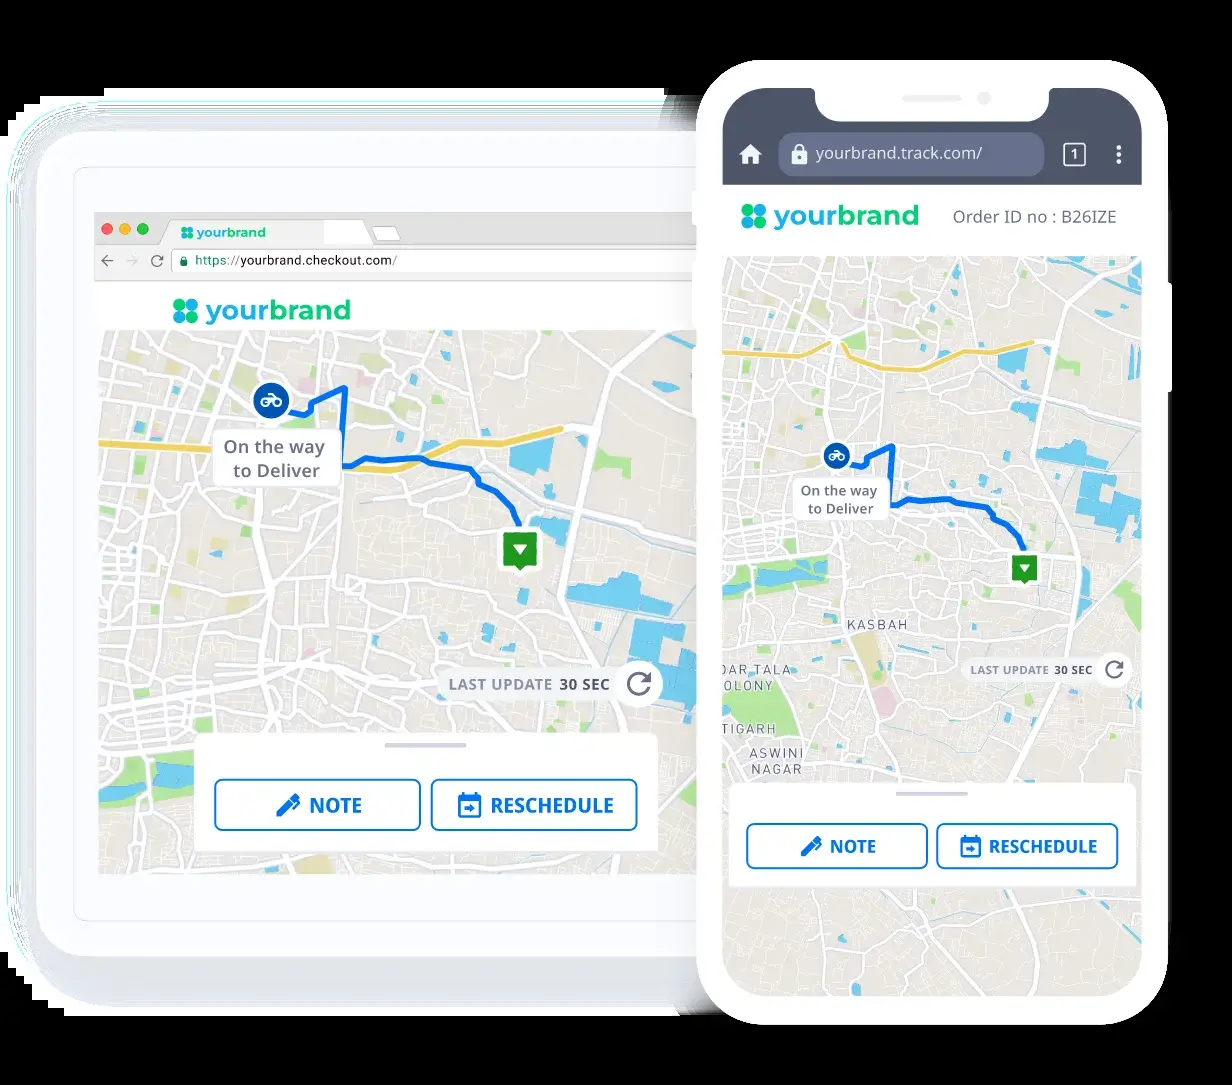 yourbrand
https://yourbrand.checkout.com/
yourbrand
On the way
to Deliver
LAST UPDATE 30 SEC
NOTE
RESCHEDULE
yourbrand.track.com/
1
yourbrand
Order ID no : B26IZE
On the way
to Deliver
KASBAH
DAR TALA
OLONY
LAST UPDATE 30 SEC
TIGARH
ASWINI
NAGAR
NOTE
RESCHEDULE